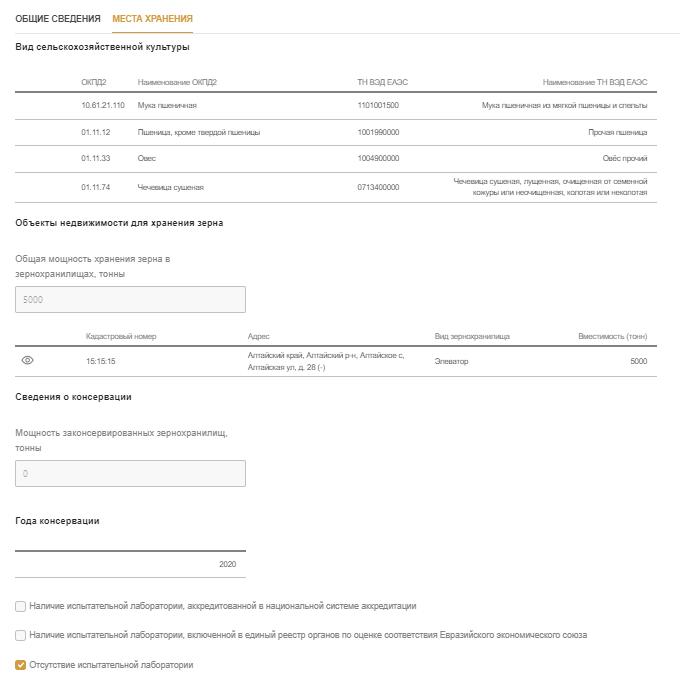 ОБЩИЕ СВЕДЕНИЯ МЕСТА ХРАНЕНИЯ
Вид сельскохозяйственной культуры
ОКПД2 Наименование ОКПД2 ТН ВЭД ЕАЭС Наименование ТН ВЭД ЕАЭС
10.61.21.110 Мука пшеничная 1101001500 Мука пшеничная из мягкой пшеницы и спельты
01.11.12 Пшеница, кроме твердой пшеницы 1001990000 Прочая пшеница
01.11.33 Овес 1004900000 Овёс прочий
01.11.74 Чечевица сушеная 0713400000 Чечевица сушеная, лущенная, очищенная от семенной
кожуры или неочищенная, колотая или неколотая
Объекты недвижимости для хранения зерна
Общая мощность хранения зерна в
зернохранилищах, тонны
5000
Кадастровый номер Адрес Вид зернохранилища Вместимость (тонн)
15:15:15 Алтайский край, Алтайский р-н, Алтайское с,
Алтайская ул, д. 28 (-) Элеватор 5000
Сведения о консервации
Мощность законсервированных зернохранилищ,
тонны
0
Года консервации
2020
Наличие испытательной лаборатории, аккредитованной в национальной системе аккредитации
Наличие испытательной лаборатории, включенной в единый реестр органов по оценке соответствия Евразийского экономического союза
Отсутствие испытательной лаборатории